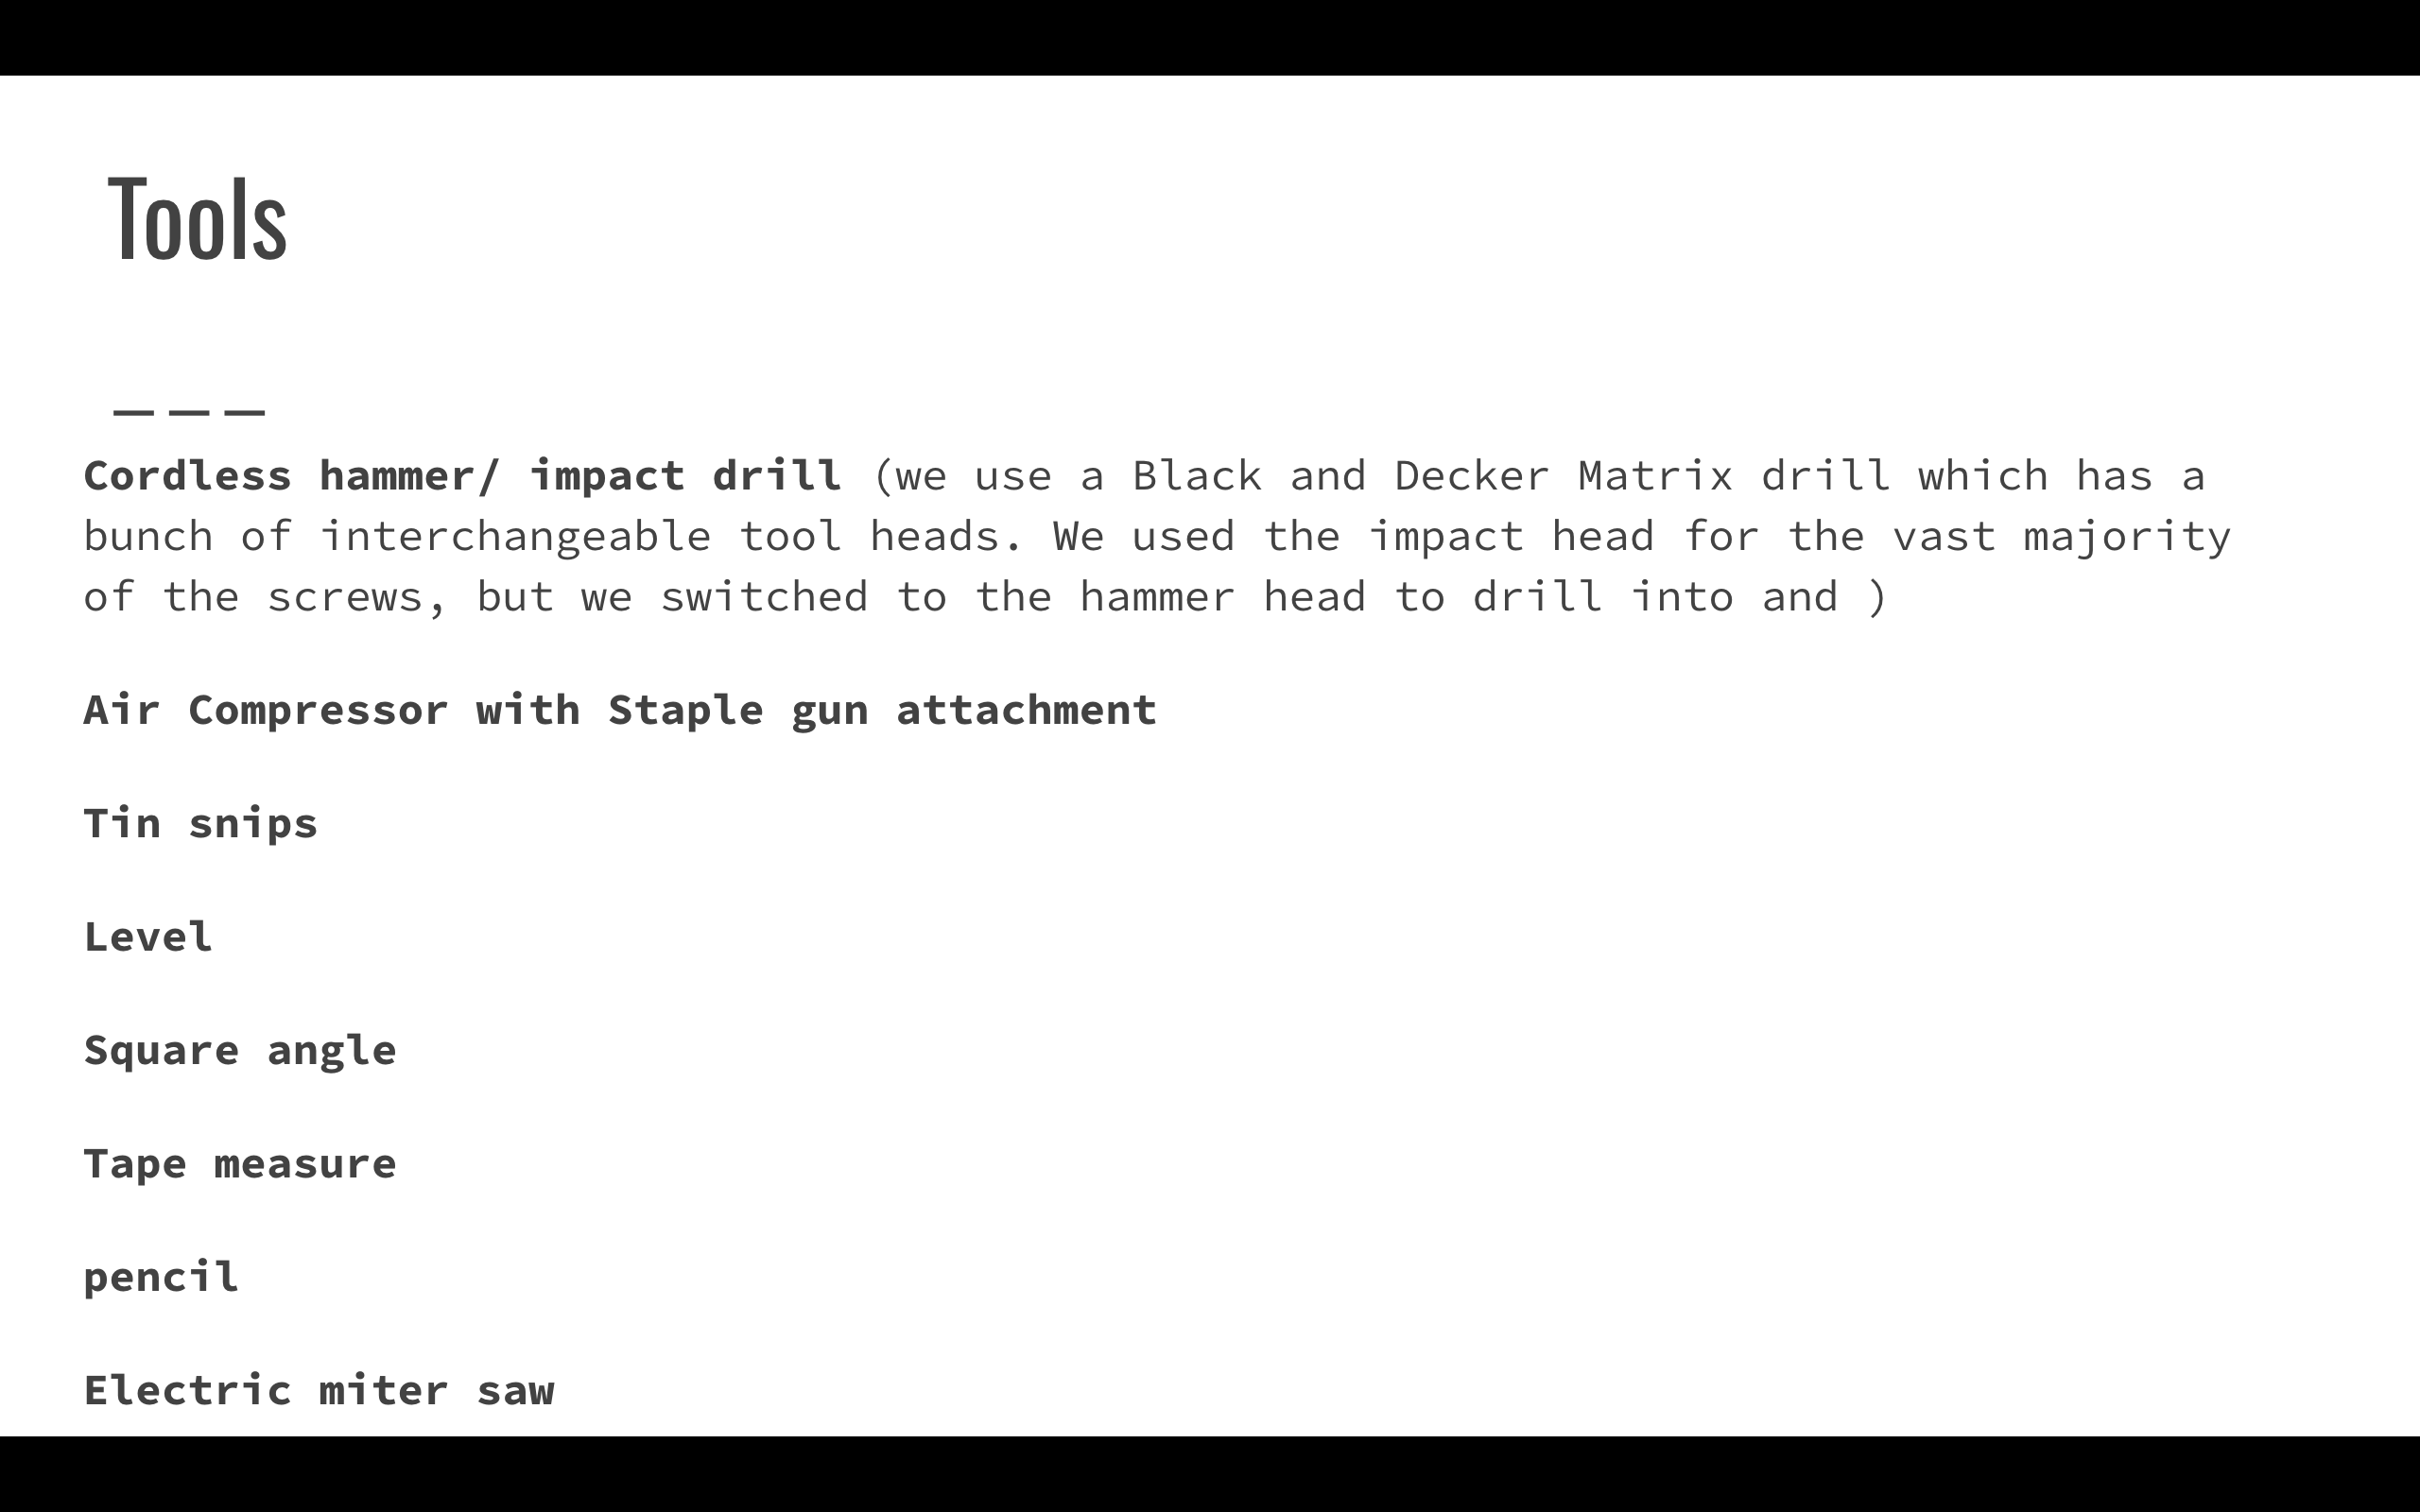 Tools
———
Cordless hammer/ impact drill (we use a Black and Decker Matrix drill which has a
bunch of interchangeable tool heads. We used the impact head for the vast majority
of the screws, but we switched to the hammer head to drill into and )
Air Compressor with Staple gun attachment
Tin snips
Level
Square angle
Tape measure
pencil
Electric miter saw